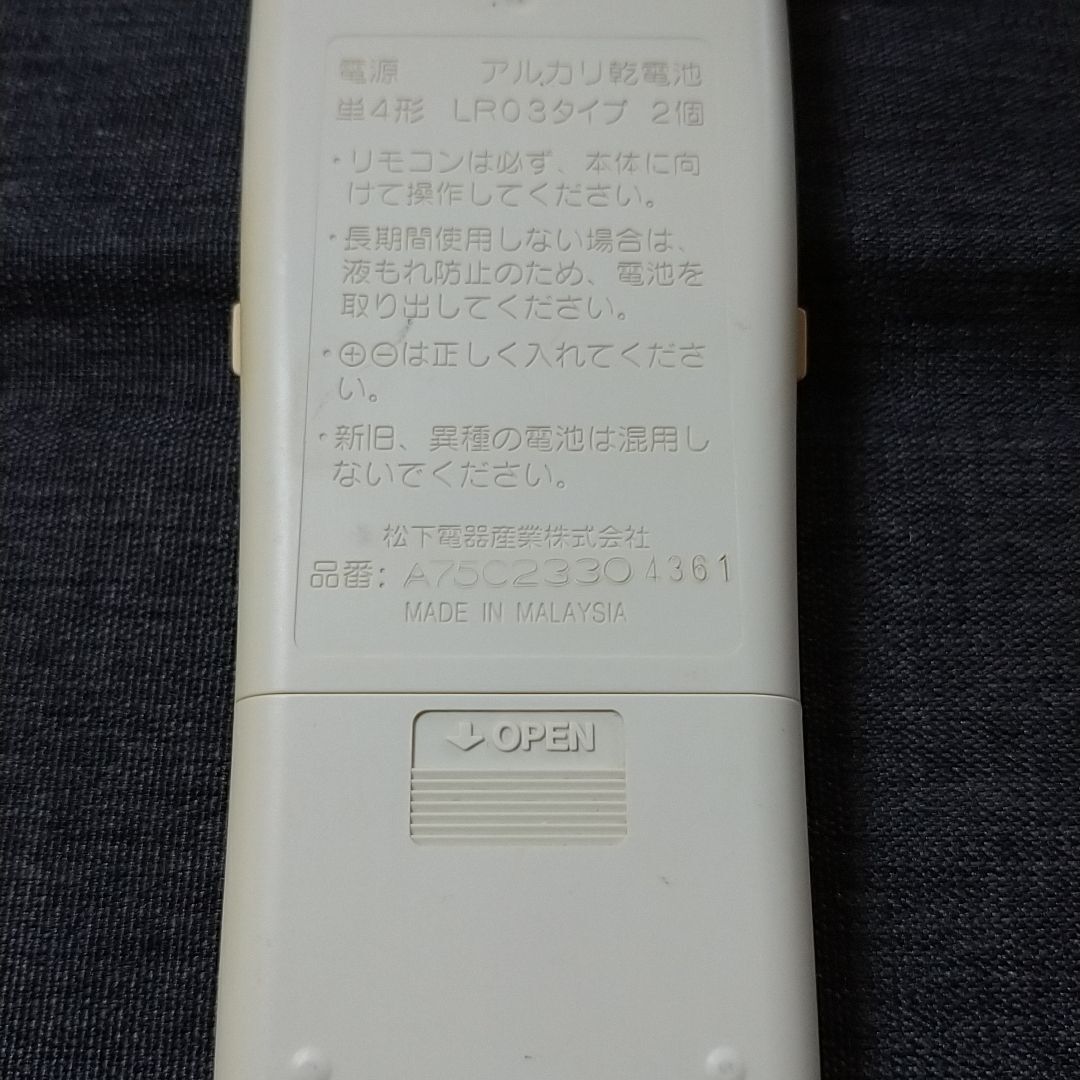 電源 アルカリ乾電池
単4形 LR03タイプ 2個
・リモコンは必ず、本体に向
けて操作してください。
・長期間使用しない場合は、
液もれ防止のため、電池を
取り出してください。
・⊕⊖は正しく入れてくださ
い。
・新旧、異種の電池は混用し
ないでください。
松下電器産業株式会社
品番: A75C2330 4361
MADE IN MALAYSIA
↓OPEN